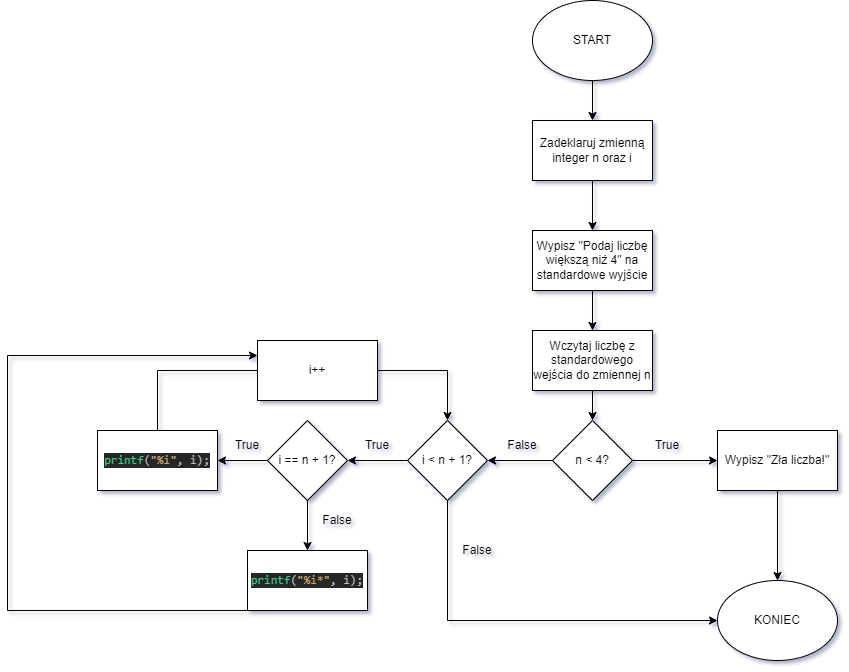 START
Zadeklaruj zmienną
integer n oraz i
Wypisz "Podaj liczbę
większą niż 4" na
standardowe wyjście
Wczytaj liczbę z
standardowego
wejścia do zmiennej n
n < 4?
True
Wypisz "Zła liczba!"
False
i < n + 1?
True
i == n + 1?
True
printf("%i", i);
i++
False
printf("%i*", i);
False
KONIEC